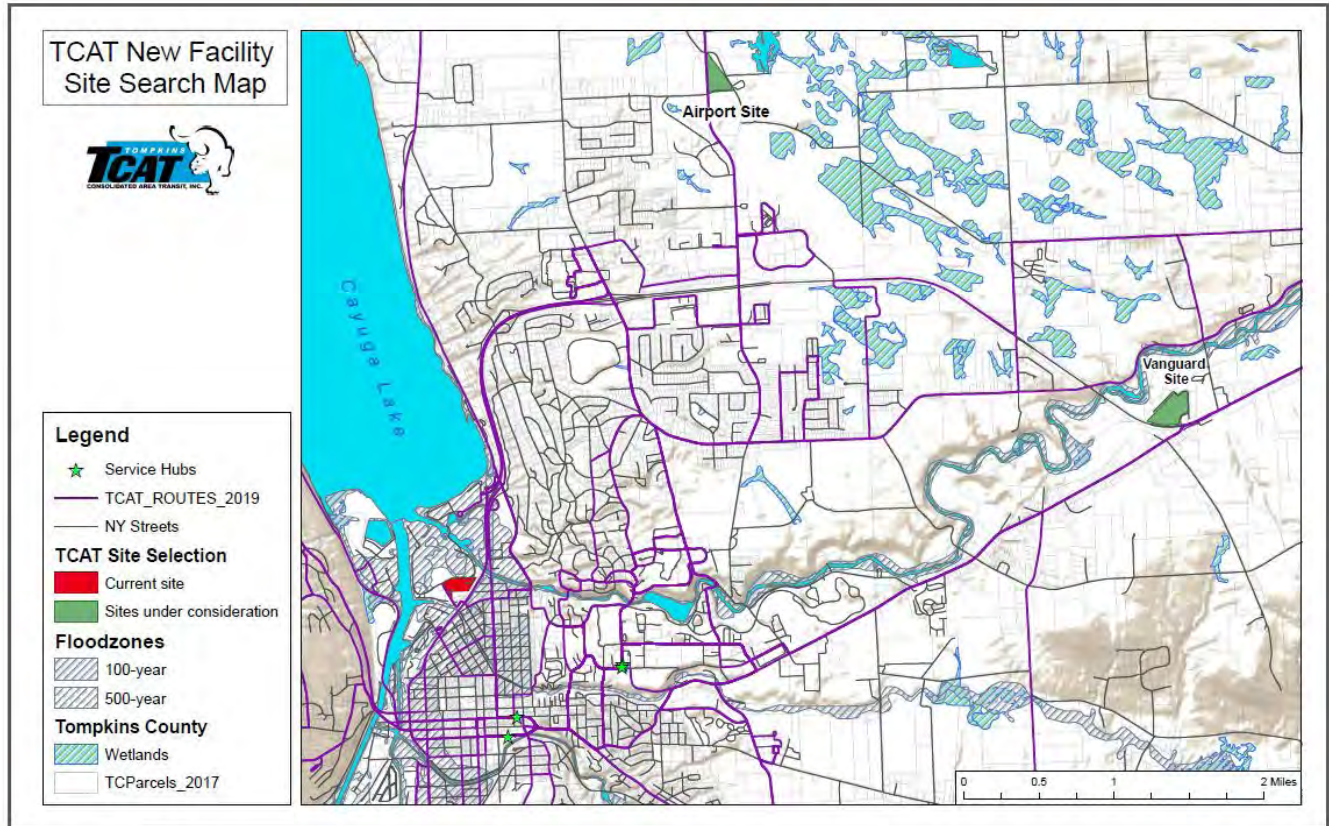 TCAT New Facility
Site Search Map
TOMPKINS
TCAT
CONSOLIDATED AREA TRANSIT, INC.
Airport Site
Cayuga Lake
Vanguard
Site
Legend
Service Hubs
TCAT_ROUTES_2019
NY Streets
TCAT Site Selection
Current site
Sites under consideration
Floodzones
100-year
500-year
Tompkins County
Wetlands
TCParcels_2017
0 0.5 1 2 Miles